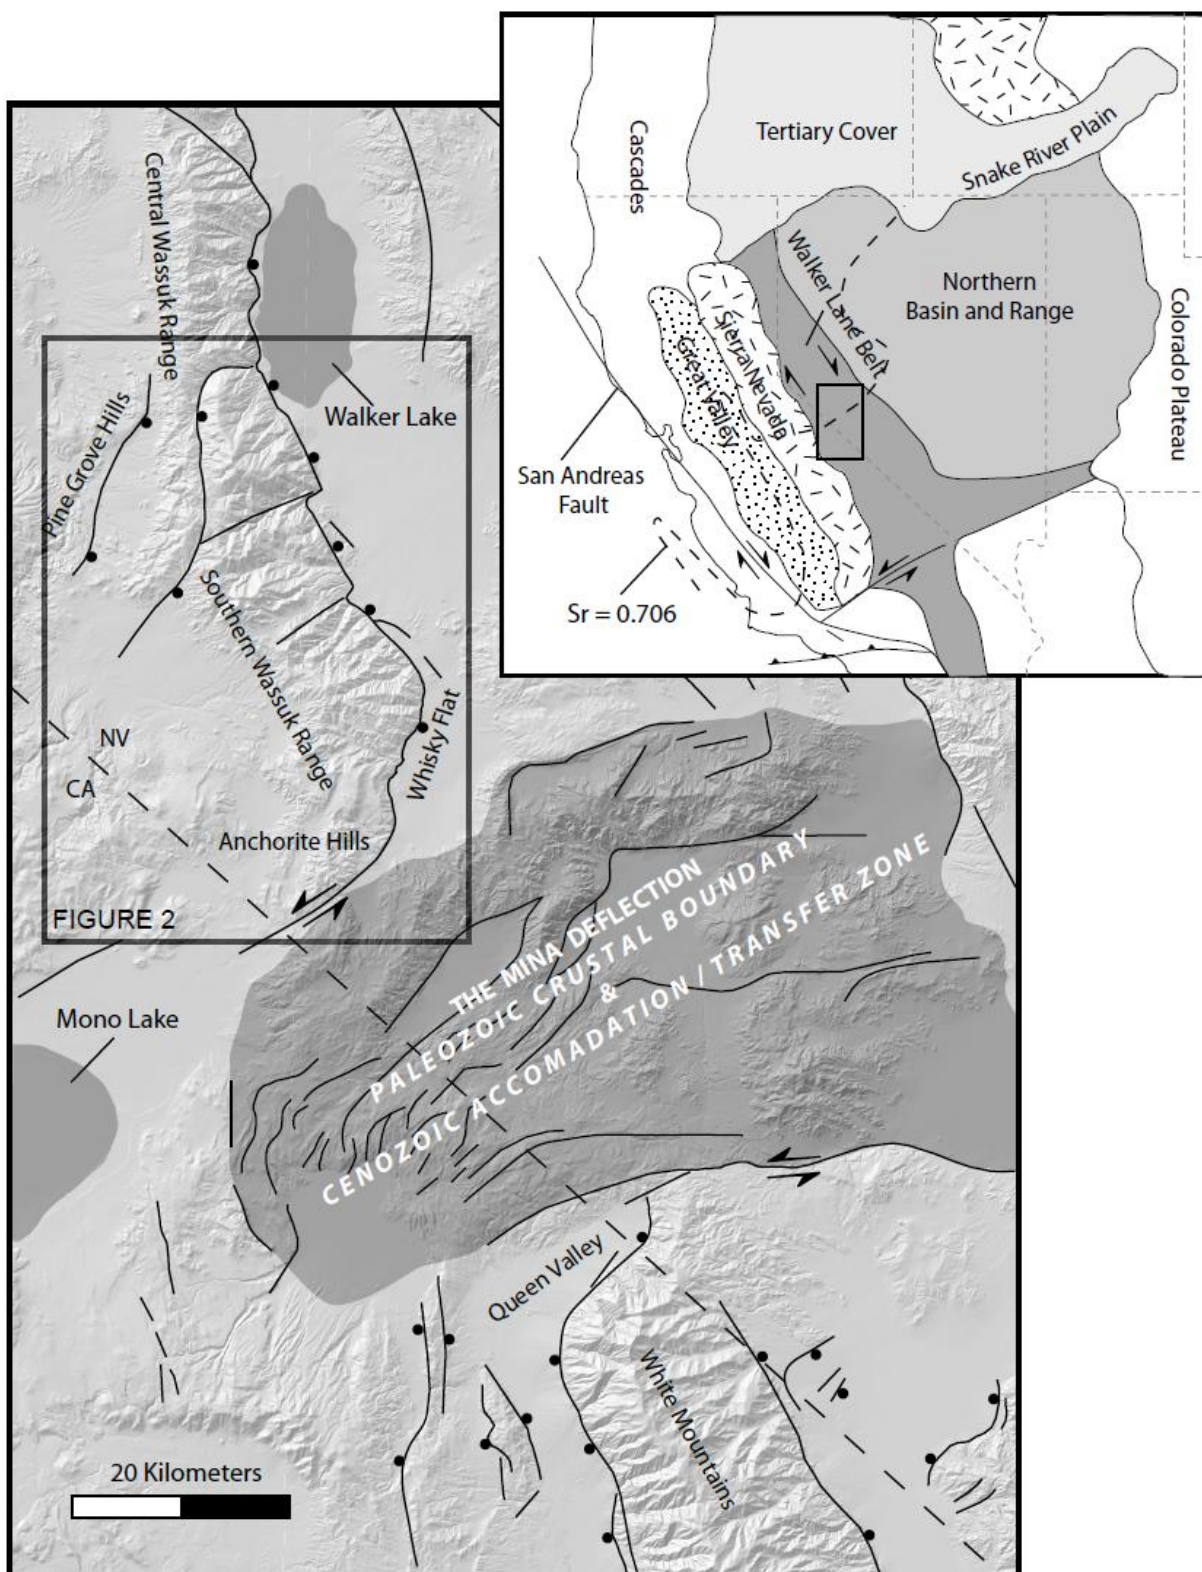 Cascades
Tertiary Cover
Snake River Plain
Walker Lane Belt
Northern
Basin and Range
Colorado Plateau
Sierra Nevada
Great Valley
San Andreas
Fault
Sr = 0.706
Central Wassuk Range
Walker Lake
Pine Grove Hills
Southern Wassuk Range
Whisky Flat
NV
CA
Anchorite Hills
FIGURE 2
Mono Lake
THE MINA DEFLECTION
PALEOZOIC CRUSTAL BOUNDARY
&
CENOZOIC ACCOMADATION / TRANSFER ZONE
Queen Valley
White Mountains
20 Kilometers